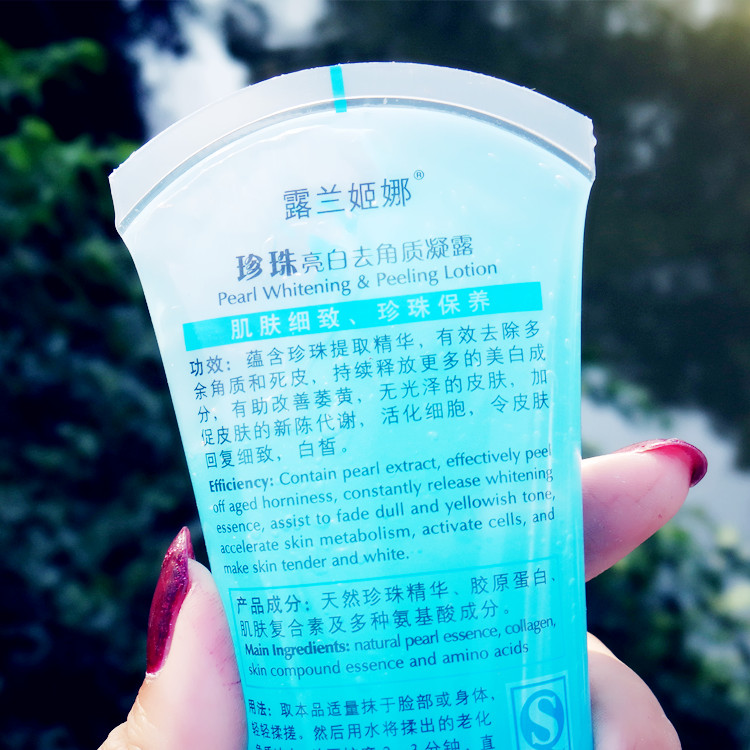 露兰姬娜®
珍珠亮白去角质凝露
Pearl Whitening & Peeling Lotion
肌肤细致、珍珠保养
功效：蕴含珍珠提取精华，有效去除多
余角质和死皮，持续释放更多的美白成
分，有助改善萎黄，无光泽的皮肤，加
促皮肤的新陈代谢，活化细胞，令皮肤
回复细致，白皙。
Efficiency: Contain pearl extract, effectively peel
off aged horniness, constantly release whitening
essence, assist to fade dull and yellowish tone,
accelerate skin metabolism, activate cells, and
make skin tender and white.
产品成分：天然珍珠精华、胶原蛋白、
肌肤复合素及多种氨基酸成分。
Main Ingredients: natural pearl essence, collagen,
skin compound essence and amino acids
用法：取本品适量抹于脸部或身体，
轻轻揉搓。然后用水将揉出的老化
S